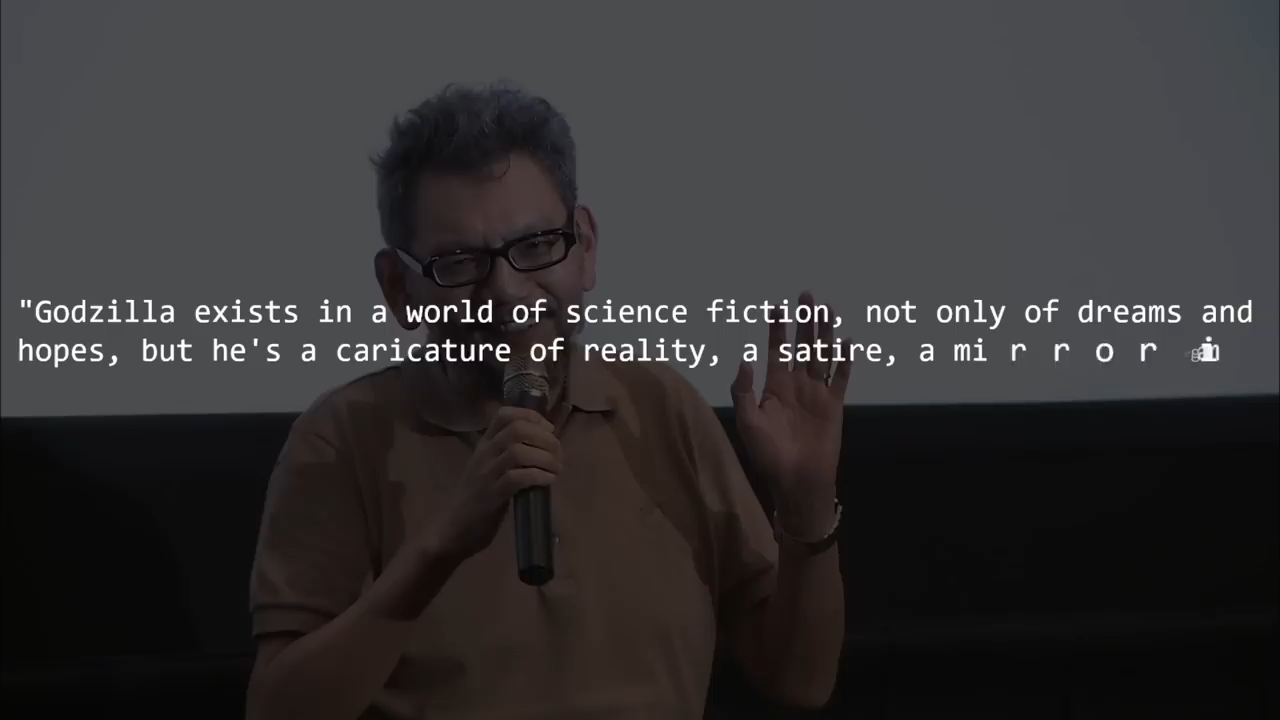 "Godzilla exists in a world of science fiction, not only of dreams and
hopes, but he's a caricature of reality, a satire, a mirror